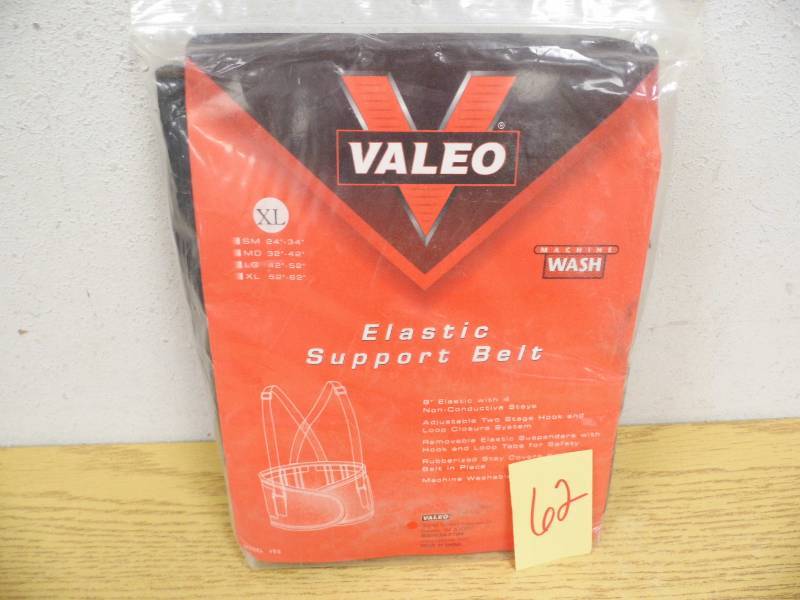 VALEO
®
XL
SM 24"-34"
MD 32"-42"
LG 42"-52"
XL 52"-62"
MACHINE
WASH
Elastic
Support Belt
8" Elastic with 4
Non-Conductive Stays
Adjustable Two Stage Hook and
Loop Closure System
Removable Elastic Suspenders with
Hook and Loop Tabs for Safety
Rubberized Stay Covers
Belt in Place
Machine Washable
62
VALEO